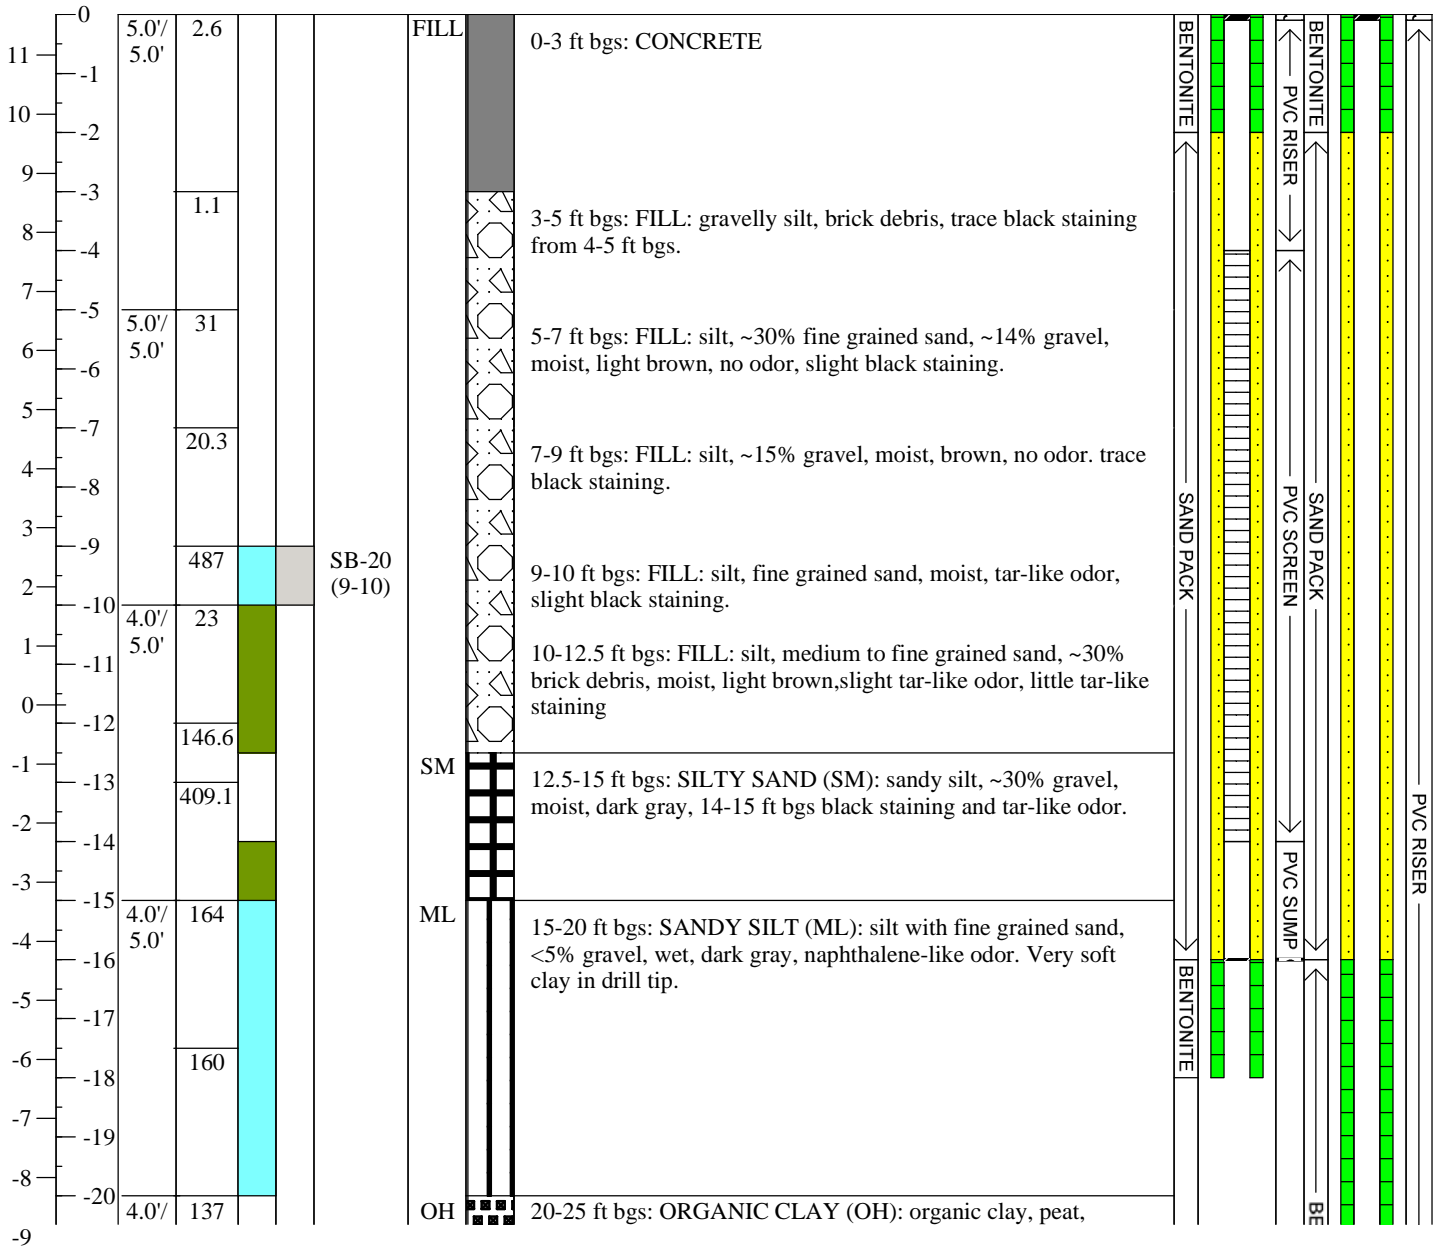 0
11
-1
10
-2
9
-3
8
-4
7
-5
6
-6
5
-7
4
-8
3
-9
2
-10
1
-11
0
-12
-1
-13
-2
-14
-3
-15
-4
-16
-5
-17
-6
-18
-7
-19
-8
-20
-9
5.0'/
5.0'
5.0'/
5.0'
4.0'/
5.0'
4.0'/
5.0'
4.0'/
2.6
1.1
31
20.3
487
23
146.6
409.1
164
160
137
SB-20
(9-10)
FILL
SM
ML
OH
0-3 ft bgs: CONCRETE
3-5 ft bgs: FILL: gravelly silt, brick debris, trace black staining
from 4-5 ft bgs.
5-7 ft bgs: FILL: silt, ~30% fine grained sand, ~14% gravel,
moist, light brown, no odor, slight black staining.
7-9 ft bgs: FILL: silt, ~15% gravel, moist, brown, no odor. trace
black staining.
9-10 ft bgs: FILL: silt, fine grained sand, moist, tar-like odor,
slight black staining.
10-12.5 ft bgs: FILL: silt, medium to fine grained sand, ~30%
brick debris, moist, light brown,slight tar-like odor, little tar-like
staining
12.5-15 ft bgs: SILTY SAND (SM): sandy silt, ~30% gravel,
moist, dark gray, 14-15 ft bgs black staining and tar-like odor.
15-20 ft bgs: SANDY SILT (ML): silt with fine grained sand,
<5% gravel, wet, dark gray, naphthalene-like odor. Very soft
clay in drill tip.
20-25 ft bgs: ORGANIC CLAY (OH): organic clay, peat,
BENTONITE
SAND PACK
BENTONITE
PVC RISER
PVC SCREEN
PVC SUMP
BENTONITE
SAND PACK
BE
PVC RISER